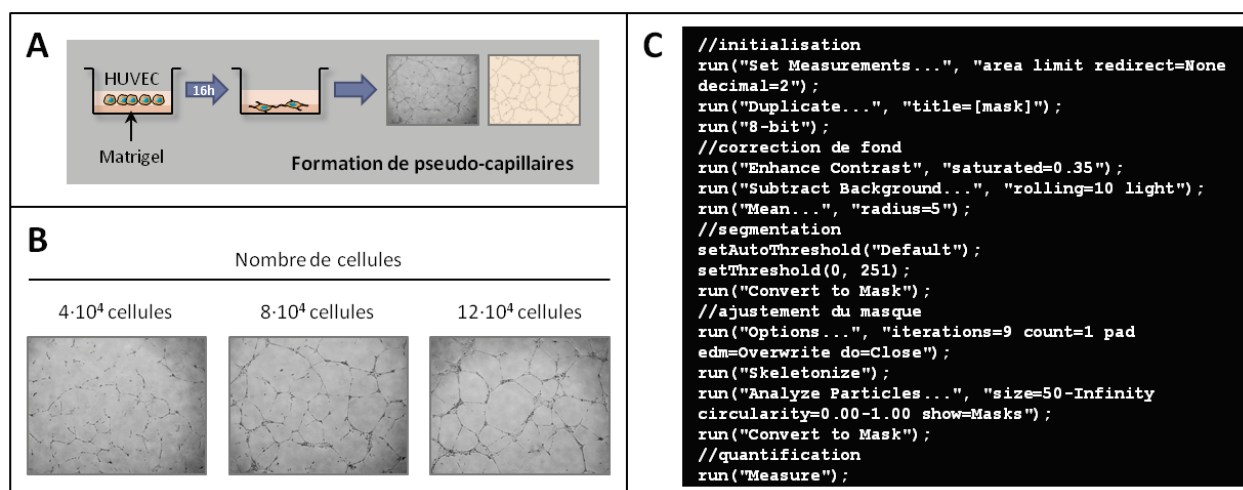 A
HUVEC
16h
Matrigel
Formation de pseudo-capillaires
B
Nombre de cellules
4·10⁴ cellules
8·10⁴ cellules
12·10⁴ cellules
C
//initialisation
run("Set Measurements...", "area limit redirect=None
decimal=2");
run("Duplicate...", "title=[mask]");
run("8-bit");
//correction de fond
run("Enhance Contrast", "saturated=0.35");
run("Subtract Background...", "rolling=10 light");
run("Mean...", "radius=5");
//segmentation
setAutoThreshold("Default");
setThreshold(0, 251);
run("Convert to Mask");
//ajustement du masque
run("Options...", "iterations=9 count=1 pad
edm=Overwrite do=Close");
run("Skeletonize");
run("Analyze Particles...", "size=50-Infinity
circularity=0.00-1.00 show=Masks");
run("Convert to Mask");
//quantification
run("Measure");